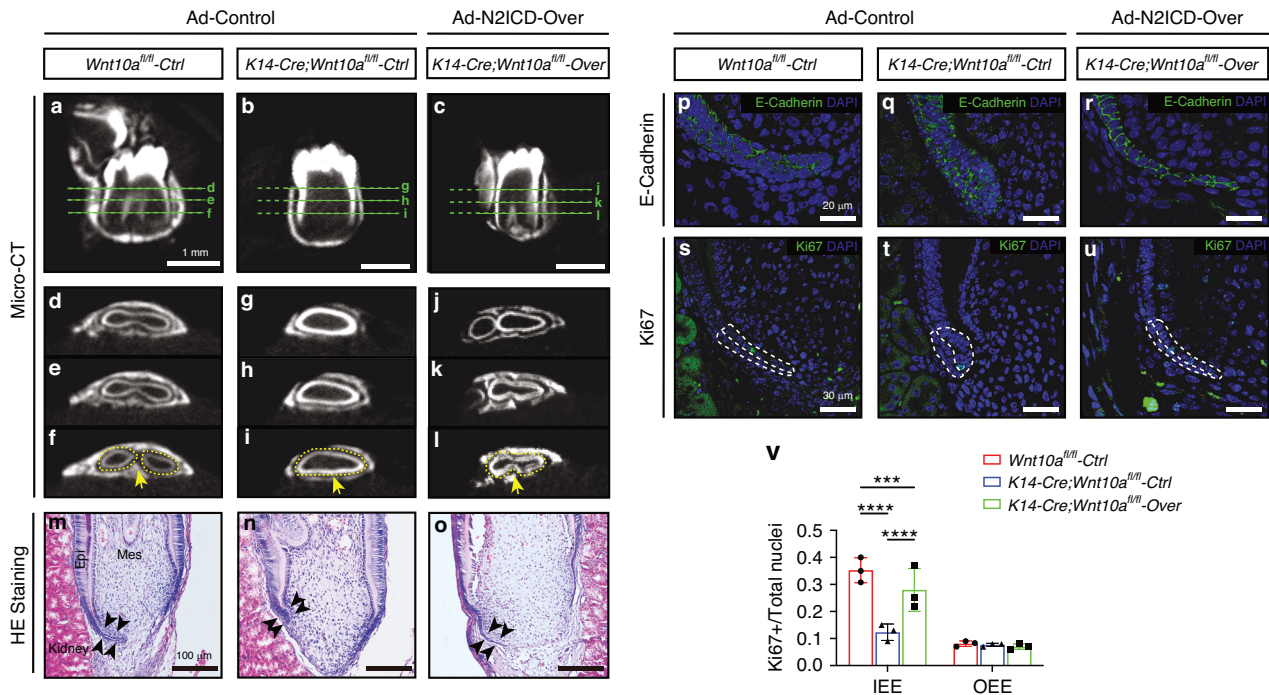 Ad-Control
Ad-N2ICD-Over
Wnt10a^fl/fl-Ctrl
K14-Cre;Wnt10a^fl/fl-Ctrl
K14-Cre;Wnt10a^fl/fl-Over
Micro-CT
a
d
e
f
1 mm
b
g
h
i
c
j
k
l
d
g
j
e
h
k
f
i
l
HE Staining
m
Epi
Mes
Kidney
100 μm
n
o
Ad-Control
Ad-N2ICD-Over
Wnt10a^fl/fl-Ctrl
K14-Cre;Wnt10a^fl/fl-Ctrl
K14-Cre;Wnt10a^fl/fl-Over
E-Cadherin
p
E-Cadherin DAPI
20 μm
q
E-Cadherin DAPI
r
E-Cadherin DAPI
Ki67
s
Ki67 DAPI
30 μm
t
Ki67 DAPI
u
Ki67 DAPI
v
Wnt10a^fl/fl-Ctrl
K14-Cre;Wnt10a^fl/fl-Ctrl
K14-Cre;Wnt10a^fl/fl-Over
Ki67+/Total nuclei
0.5
0.4
0.3
0.2
0.1
0.0
***
****
****
IEE
OEE